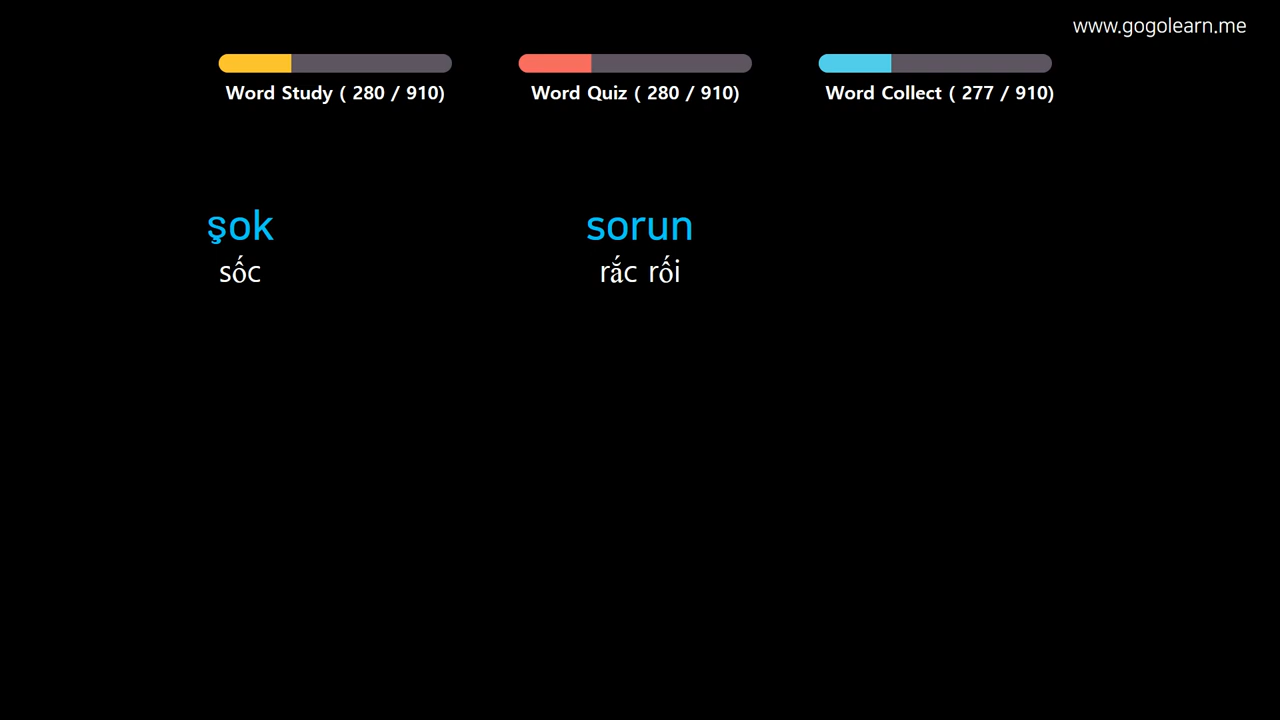 www.gogolearn.me
Word Study ( 280 / 910)
Word Quiz ( 280 / 910)
Word Collect ( 277 / 910)
şok
sốc
sorun
rắc rối